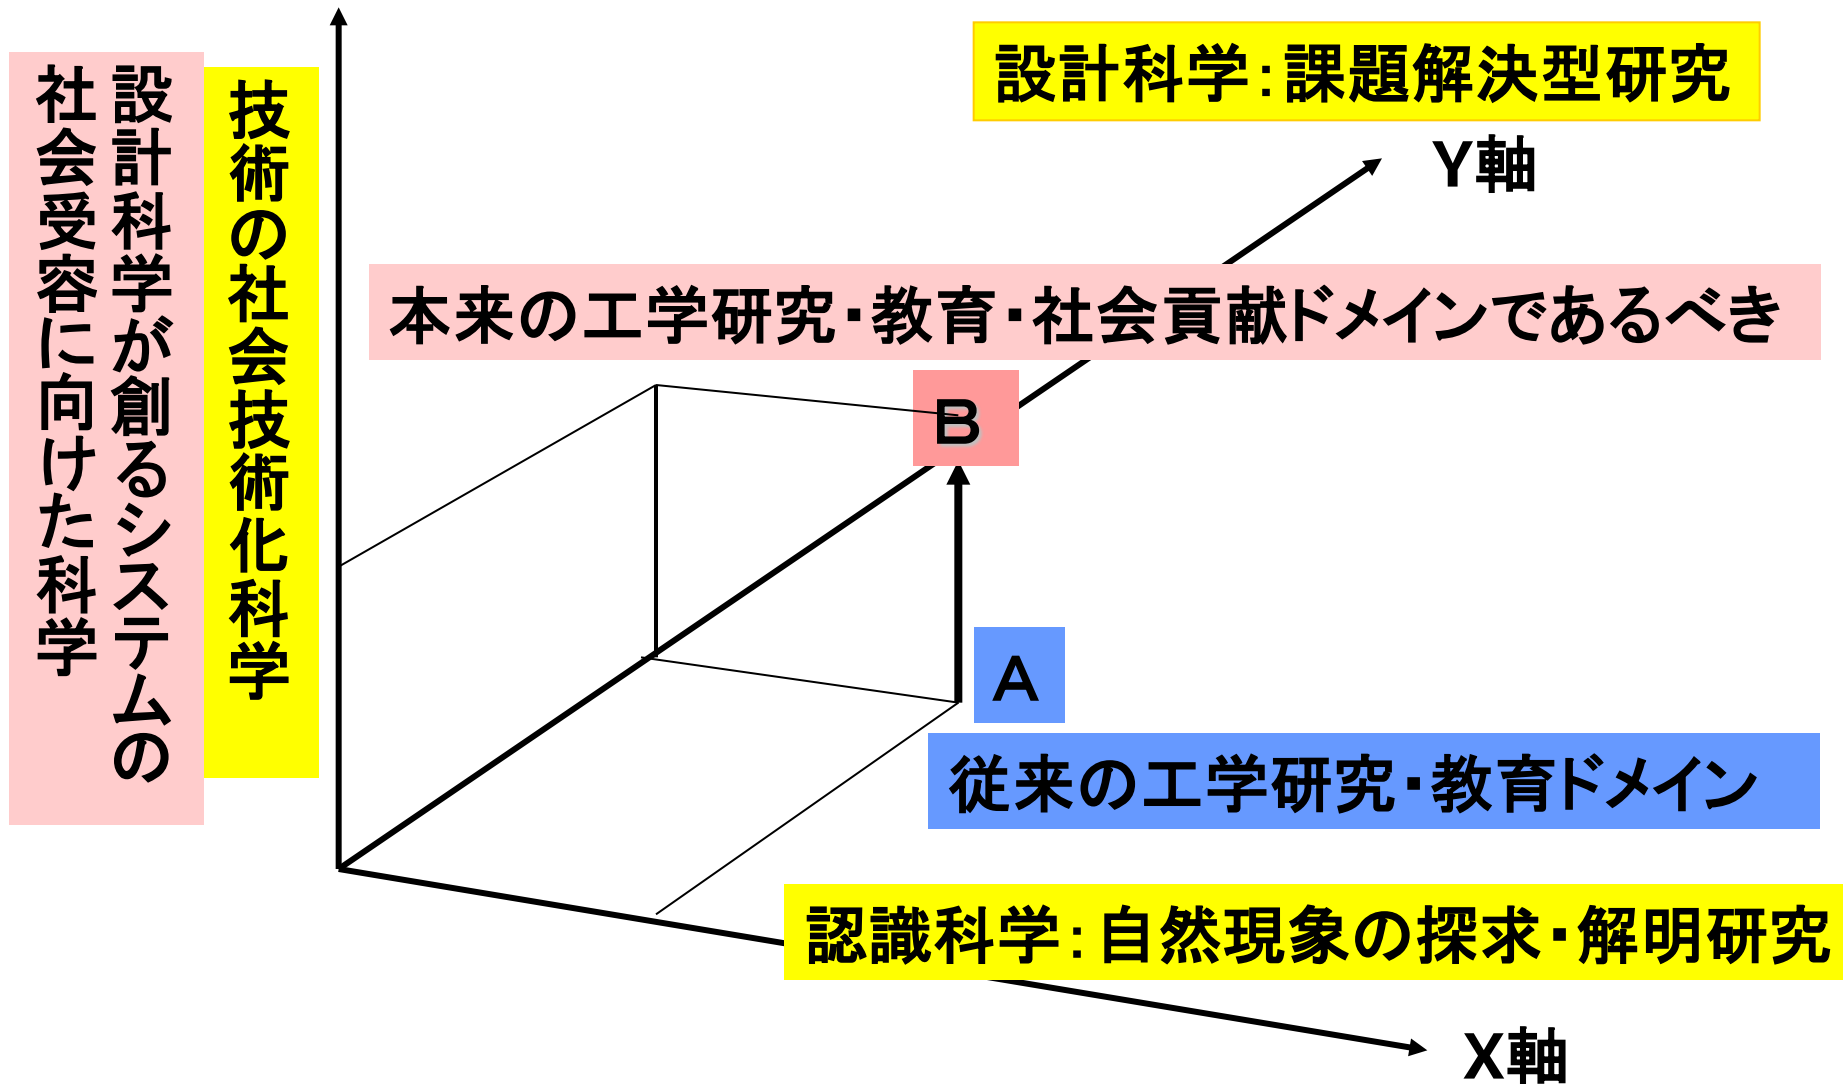 設計科学が創るシステムの
社会受容に向けた科学
技術の社会技術化科学
設計科学：課題解決型研究
Y軸
本来の工学研究・教育・社会貢献ドメインであるべき
B
A
従来の工学研究・教育ドメイン
認識科学：自然現象の探求・解明研究
X軸